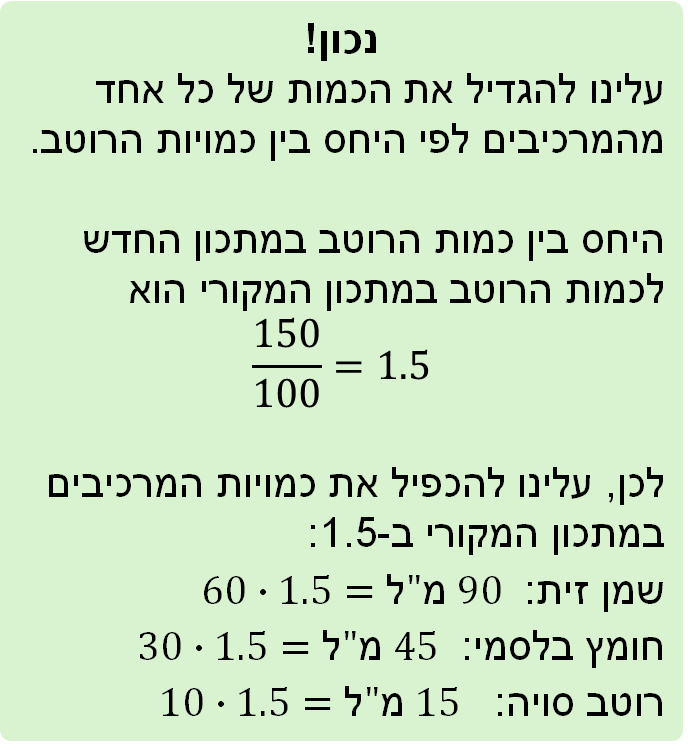 נכון!
עלינו להגדיל את הכמות של כל אחד
מהמרכיבים לפי היחס בין כמויות הרוטב.
היחס בין כמות הרוטב במתכון החדש
לכמות הרוטב במתכון המקורי הוא
150/100 = 1.5
לכן, עלינו להכפיל את כמויות המרכיבים
במתכון המקורי ב-1.5:
שמן זית: 90 מ"ל = 60 · 1.5
חומץ בלסמי: 45 מ"ל = 30 · 1.5
רוטב סויה: 15 מ"ל = 10 · 1.5